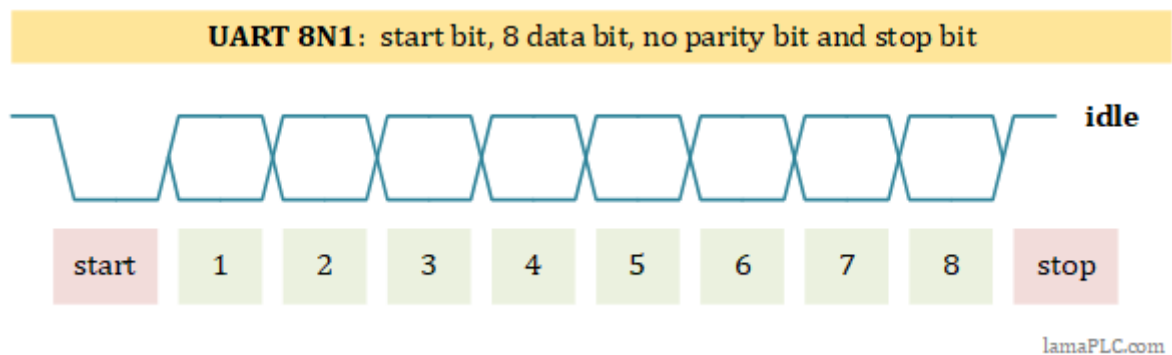 UART 8N1: start bit, 8 data bit, no parity bit and stop bit
idle
start 1 2 3 4 5 6 7 8 stop
lamaPLC.com